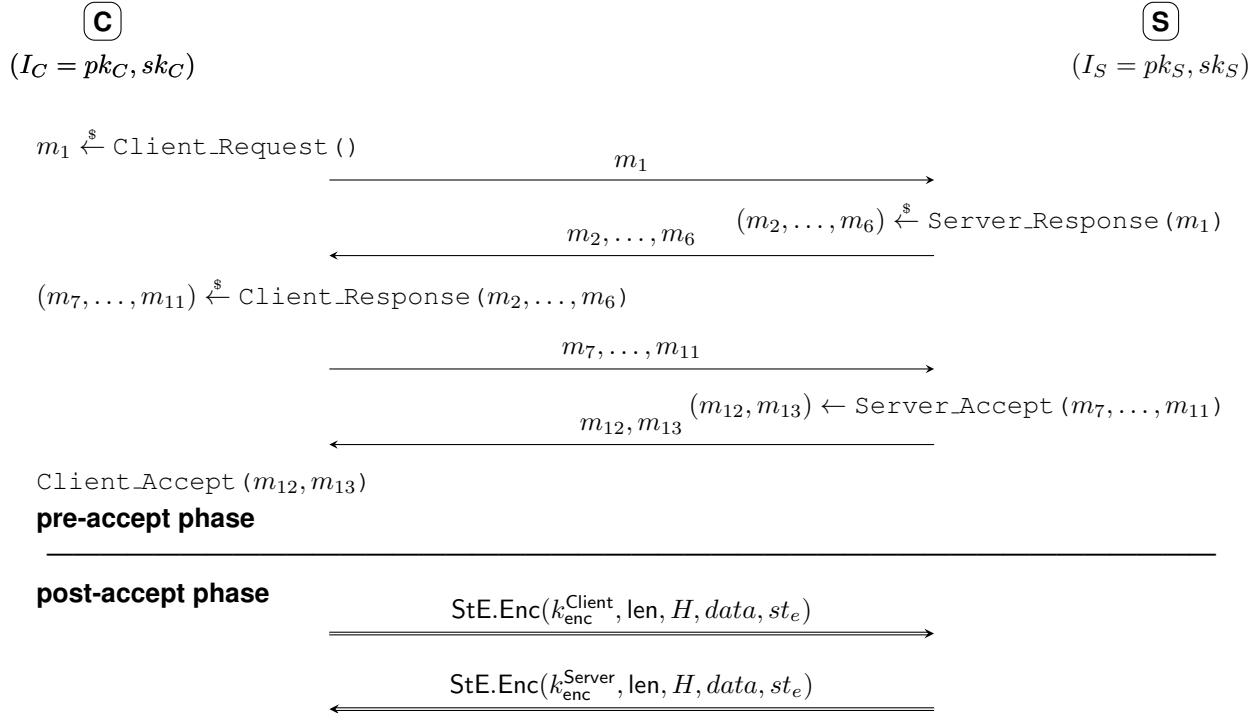 C S
(I_C = pk_C, sk_C) (I_S = pk_S, sk_S)
m_1 ←$ Client_Request()
m_1
(m_2, . . . , m_6) ←$ Server_Response(m_1)
m_2, . . . , m_6
(m_7, . . . , m_11) ←$ Client_Response(m_2, . . . , m_6)
m_7, . . . , m_11
(m_12, m_13) ← Server_Accept(m_7, . . . , m_11)
m_12, m_13
Client_Accept(m_12, m_13)
pre-accept phase
post-accept phase
StE.Enc(k_enc^Client, len, H, data, st_e)
StE.Enc(k_enc^Server, len, H, data, st_e)